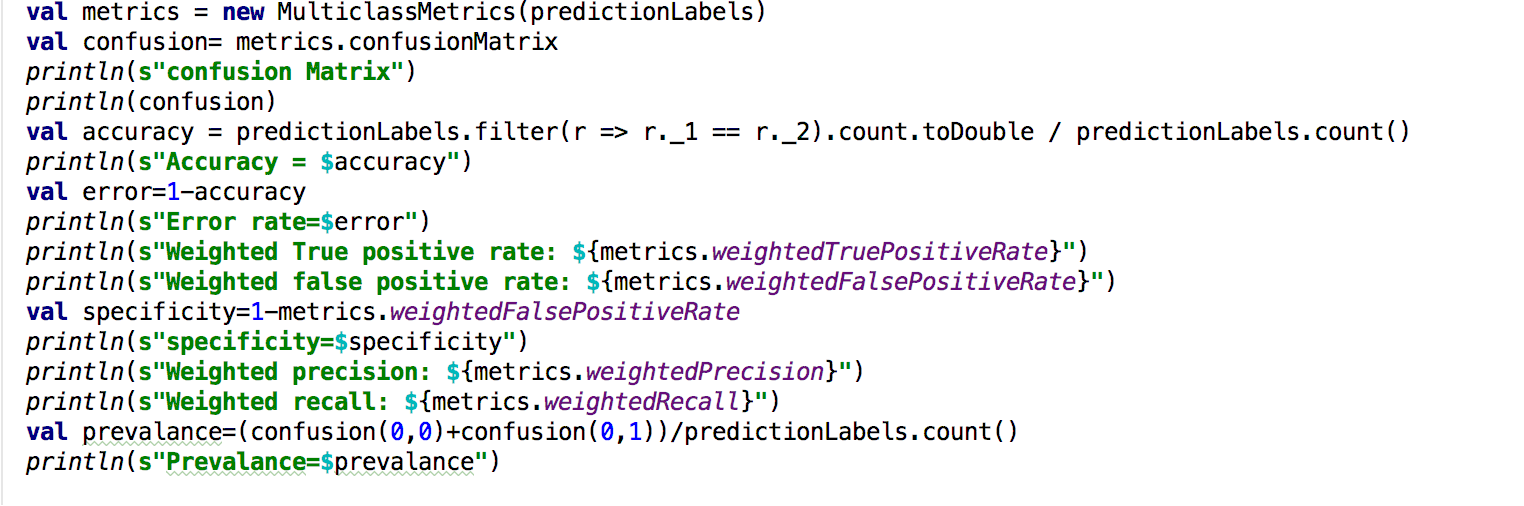 val metrics = new MulticlassMetrics(predictionLabels)
val confusion= metrics.confusionMatrix
println(s"confusion Matrix")
println(confusion)
val accuracy = predictionLabels.filter(r => r._1 == r._2).count.toDouble / predictionLabels.count()
println(s"Accuracy = $accuracy")
val error=1-accuracy
println(s"Error rate=$error")
println(s"Weighted True positive rate: ${metrics.weightedTruePositiveRate}")
println(s"Weighted false positive rate: ${metrics.weightedFalsePositiveRate}")
val specificity=1-metrics.weightedFalsePositiveRate
println(s"specificity=$specificity")
println(s"Weighted precision: ${metrics.weightedPrecision}")
println(s"Weighted recall: ${metrics.weightedRecall}")
val prevalance=(confusion(0,0)+confusion(0,1))/predictionLabels.count()
println(s"Prevalance=$prevalance")